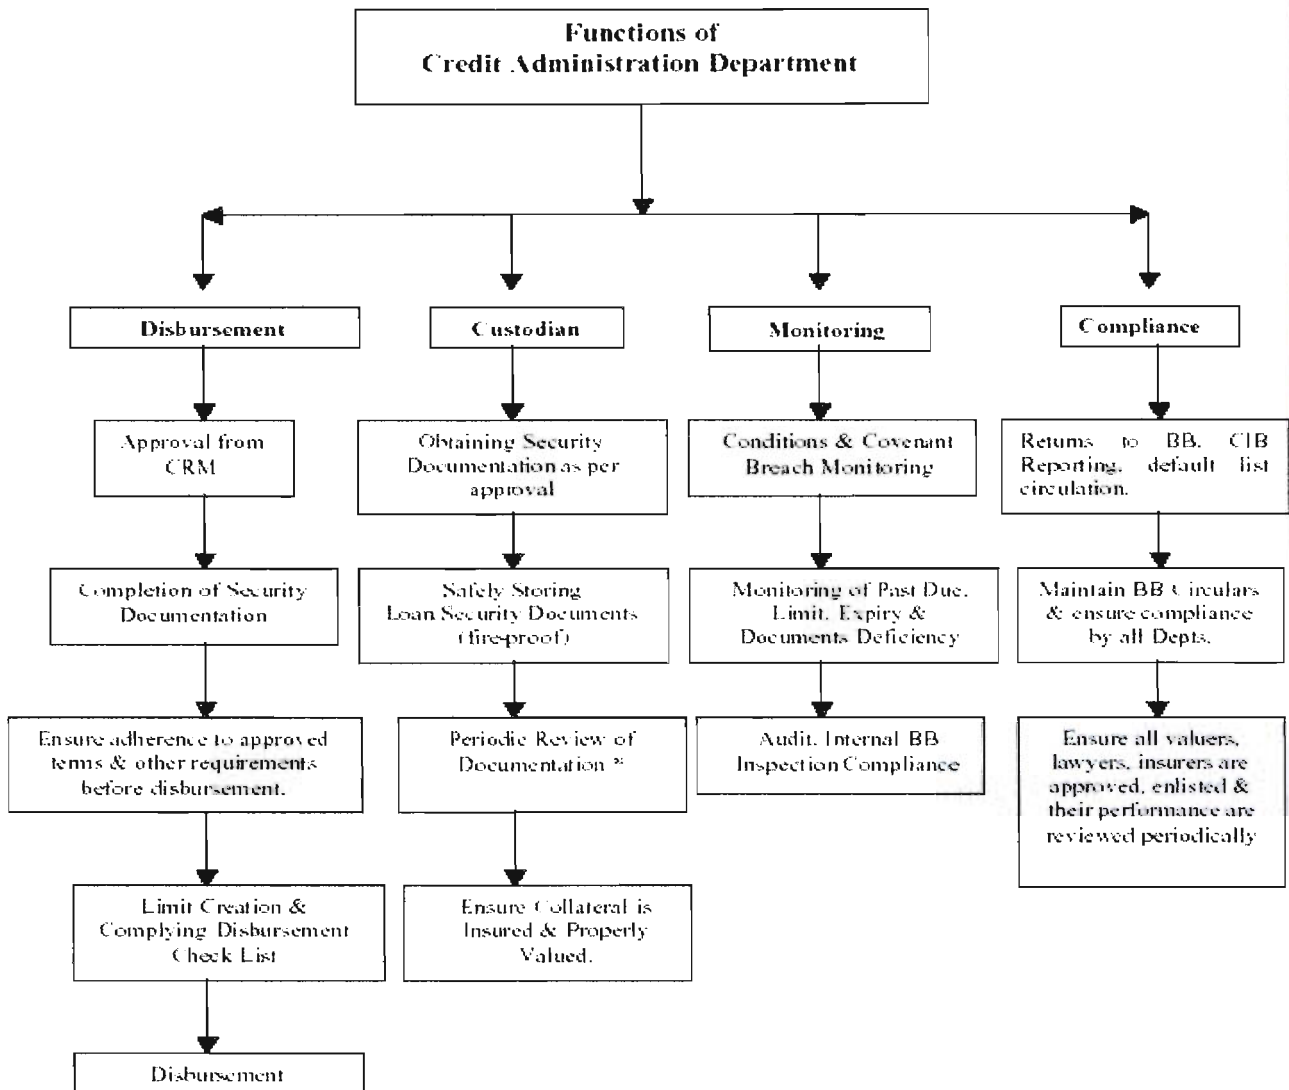 Functions of
Credit Administration Department
Disbursement
Approval from
CRM
Completion of Security
Documentation
Ensure adherence to approved
terms & other requirements
before disbursement.
Limit Creation &
Complying Disbursement
Check List
Disbursement
Custodian
Obtaining Security
Documentation as per
approval
Safely Storing
Loan Security Documents
(fire-proof)
Periodic Review of
Documentation *
Ensure Collateral is
Insured & Properly
Valued.
Monitoring
Conditions & Covenant
Breach Monitoring
Monitoring of Past Due,
Limit, Expiry &
Documents Deficiency
Audit, Internal BB
Inspection Compliance
Compliance
Returns to BB, CIB
Reporting, default list
circulation.
Maintain BB Circulars
& ensure compliance
by all Depts.
Ensure all valuers,
lawyers, insurers are
approved, enlisted &
their performance are
reviewed periodically